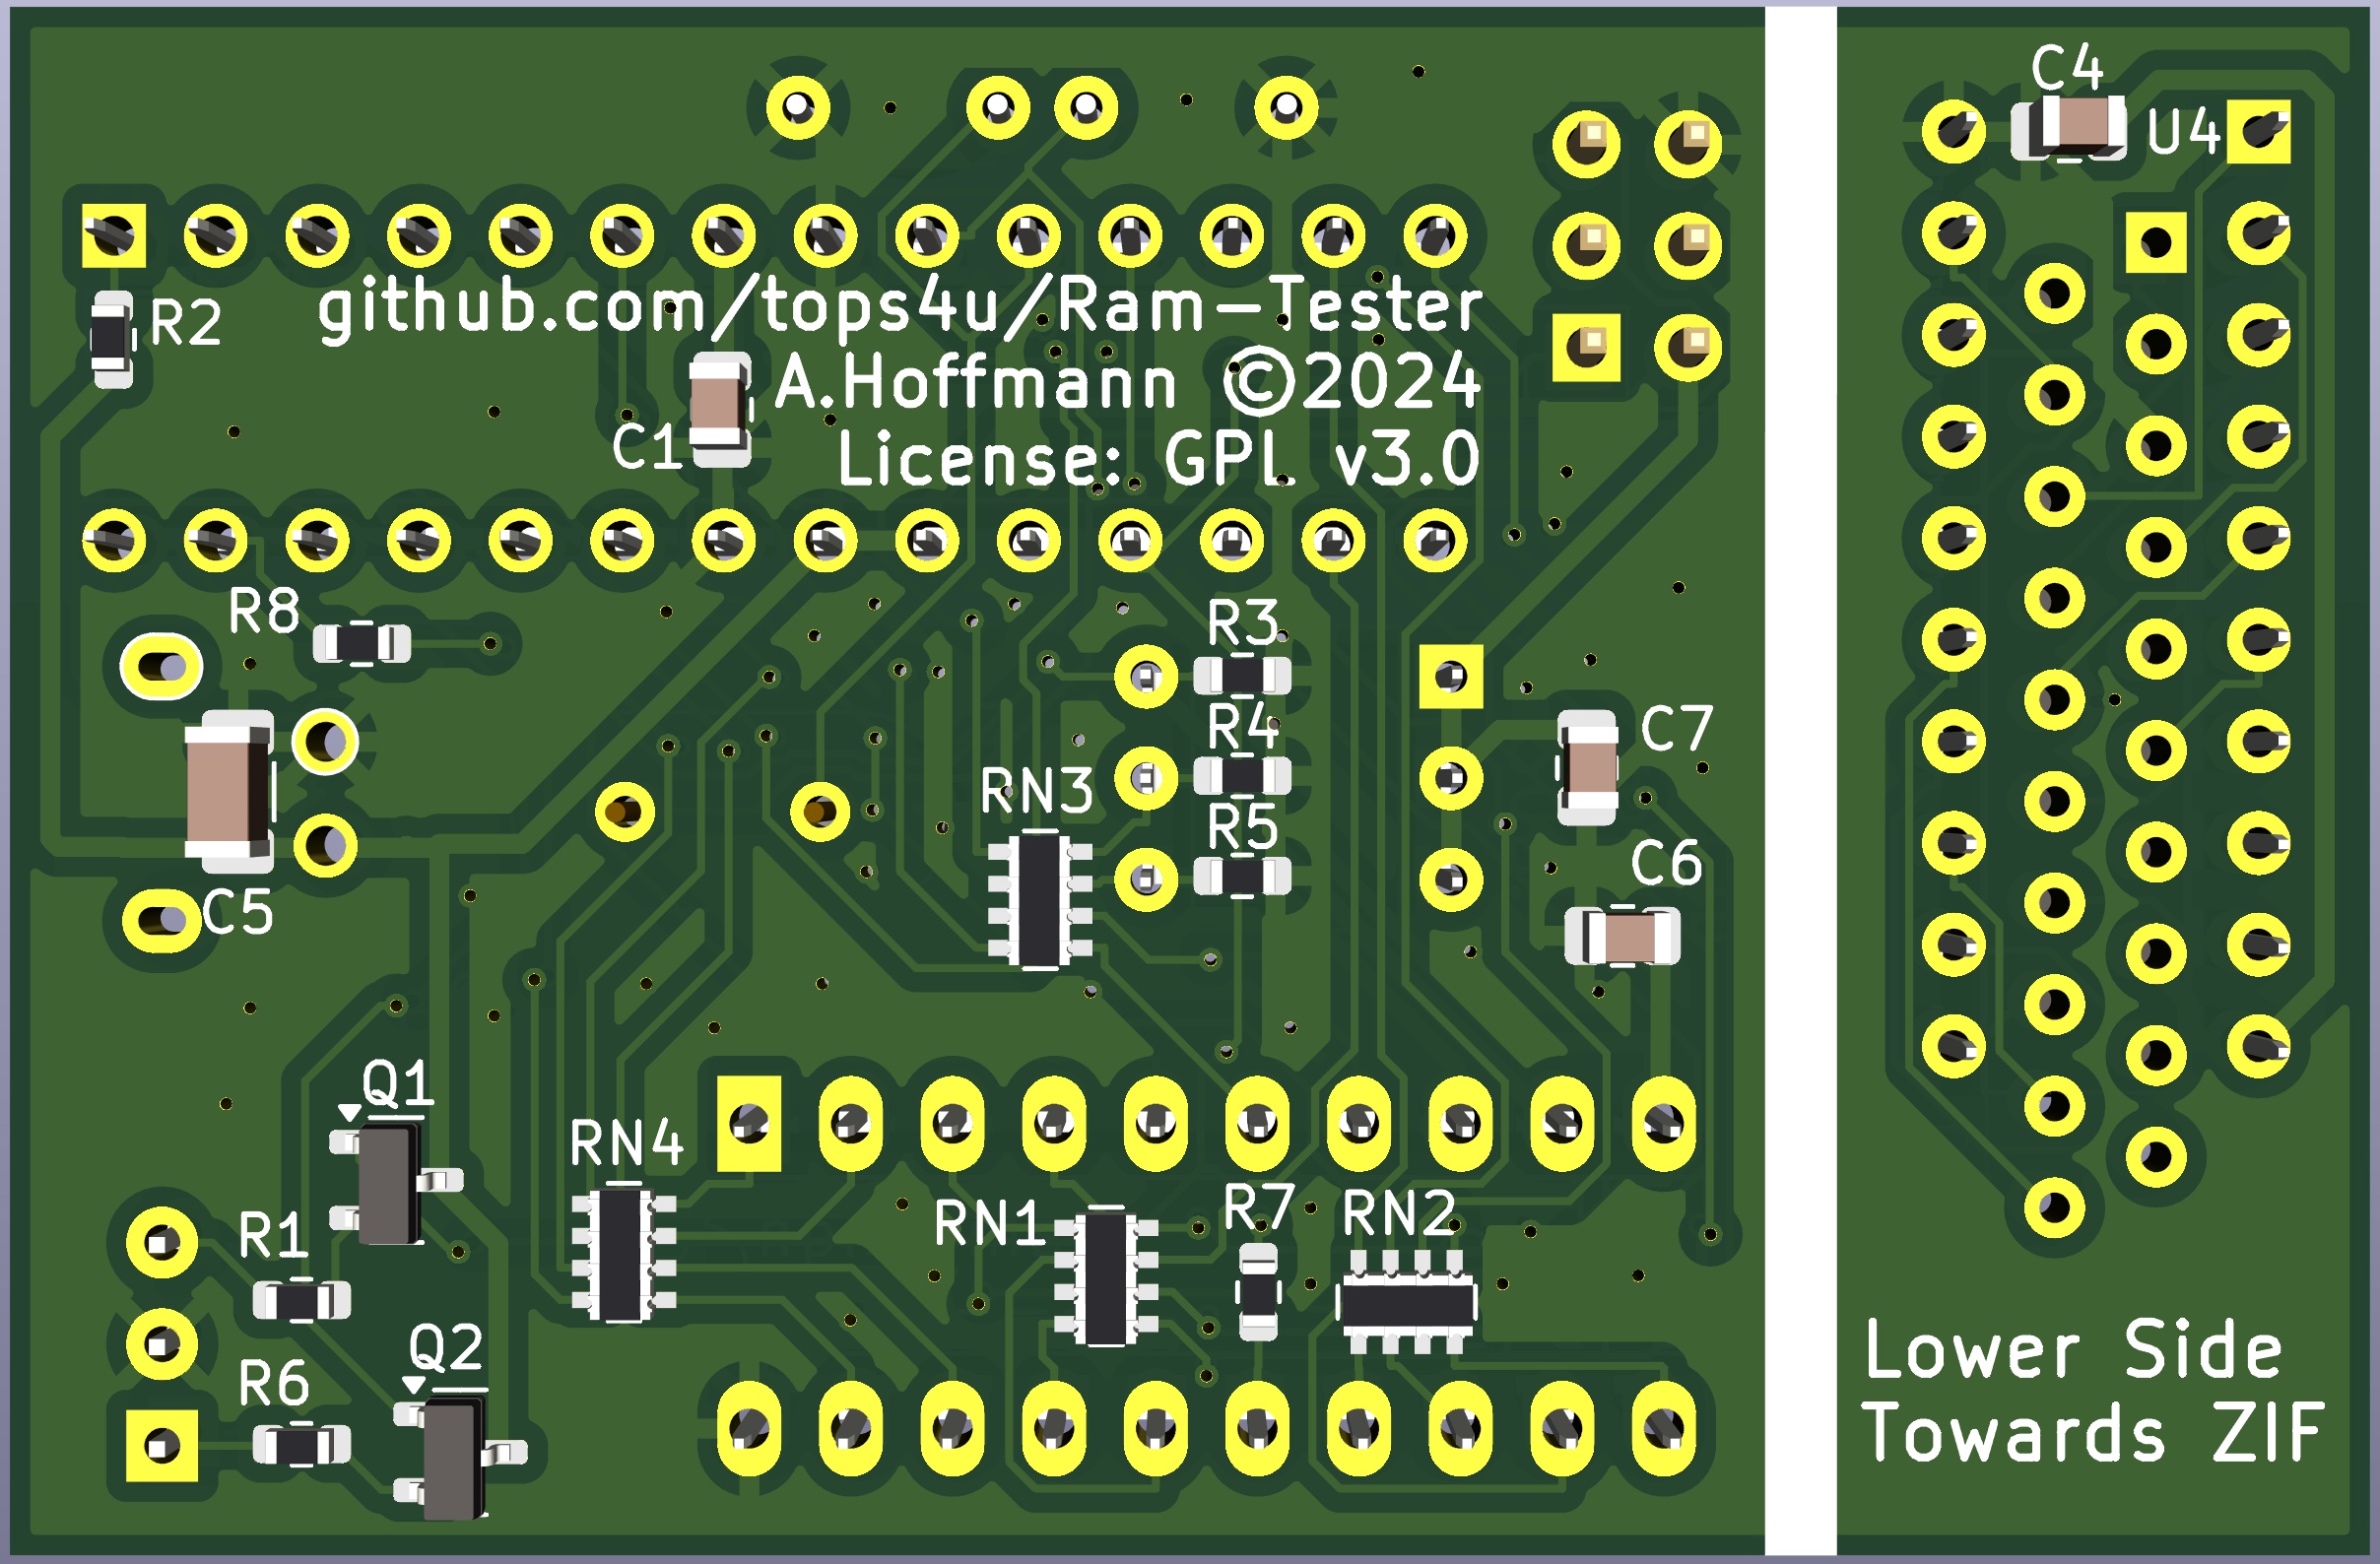 C4
U4
R2
github.com/tops4u/Ram-Tester
A.Hoffmann ©2024
C1
License: GPL v3.0
R8
R3
R4
C7
RN3
R5
C6
C5
Q1
RN4
R1
RN1
R7
RN2
Q2
R6
Lower Side
Towards ZIF